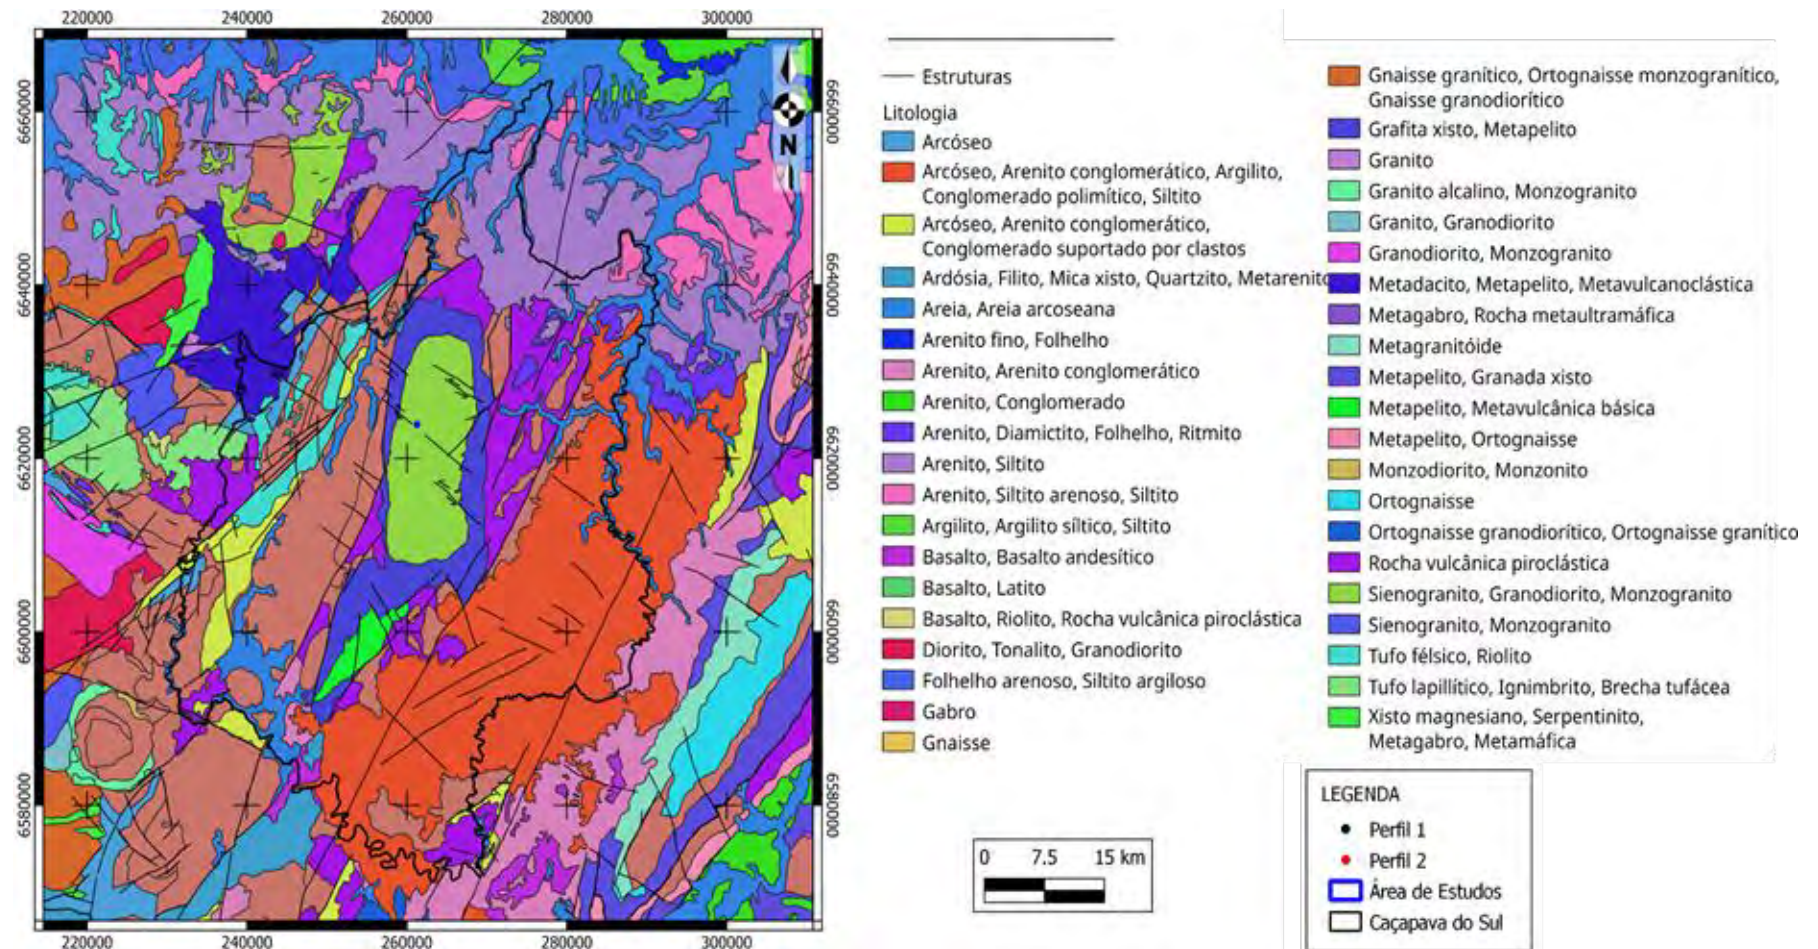 220000 240000 260000 280000 300000
6660000 6640000 6620000 6600000 6580000
N
6660000 6640000 6620000 6600000 6580000
220000 240000 260000 280000 300000
Estruturas
Litologia
Arcóseo
Arcóseo, Arenito conglomerático, Argilito,
Conglomerado polimítico, Siltito
Arcóseo, Arenito conglomerático,
Conglomerado suportado por clastos
Ardósia, Filito, Mica xisto, Quartzito, Metarenito
Areia, Areia arcoseana
Arenito fino, Folhelho
Arenito, Arenito conglomerático
Arenito, Conglomerado
Arenito, Diamictito, Folhelho, Ritmito
Arenito, Siltito
Arenito, Siltito arenoso, Siltito
Argilito, Argilito síltico, Siltito
Basalto, Basalto andesítico
Basalto, Latito
Basalto, Riolito, Rocha vulcânica piroclástica
Diorito, Tonalito, Granodiorito
Folhelho arenoso, Siltito argiloso
Gabro
Gnaisse
Gnaisse granítico, Ortognaisse monzogranítico,
Gnaisse granodiorítico
Grafita xisto, Metapelito
Granito
Granito alcalino, Monzogranito
Granito, Granodiorito
Granodiorito, Monzogranito
Metadacito, Metapelito, Metavulcanoclástica
Metagabro, Rocha metaultramáfica
Metagranitóide
Metapelito, Granada xisto
Metapelito, Metavulcânica básica
Metapelito, Ortognaisse
Monzodiorito, Monzonito
Ortognaisse
Ortognaisse granodiorítico, Ortognaisse granítico
Rocha vulcânica piroclástica
Sienogranito, Granodiorito, Monzogranito
Sienogranito, Monzogranito
Tufo félsico, Riolito
Tufo lapillítico, Ignimbrito, Brecha tufácea
Xisto magnesiano, Serpentinito,
Metagabro, Metamáfica
0 7.5 15 km
LEGENDA
Perfil 1
Perfil 2
Área de Estudos
Caçapava do Sul